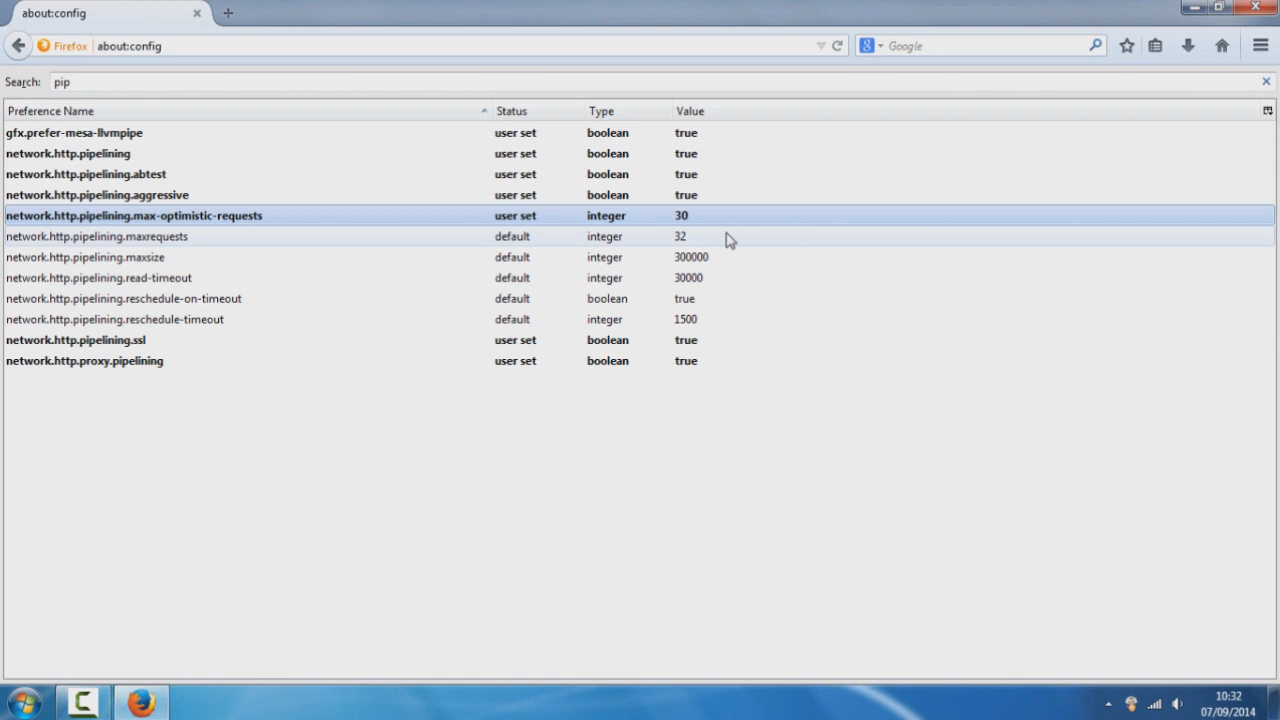 about:config
Firefox about:config Google
Search: pip
Preference Name Status Type Value
gfx.prefer-mesa-llvmpipe user set boolean true
network.http.pipelining user set boolean true
network.http.pipelining.abtest user set boolean true
network.http.pipelining.aggressive user set boolean true
network.http.pipelining.max-optimistic-requests user set integer 30
network.http.pipelining.maxrequests default integer 32
network.http.pipelining.maxsize default integer 300000
network.http.pipelining.read-timeout default integer 30000
network.http.pipelining.reschedule-on-timeout default boolean true
network.http.pipelining.reschedule-timeout default integer 1500
network.http.pipelining.ssl user set boolean true
network.http.proxy.pipelining user set boolean true
10:32
07/09/2014